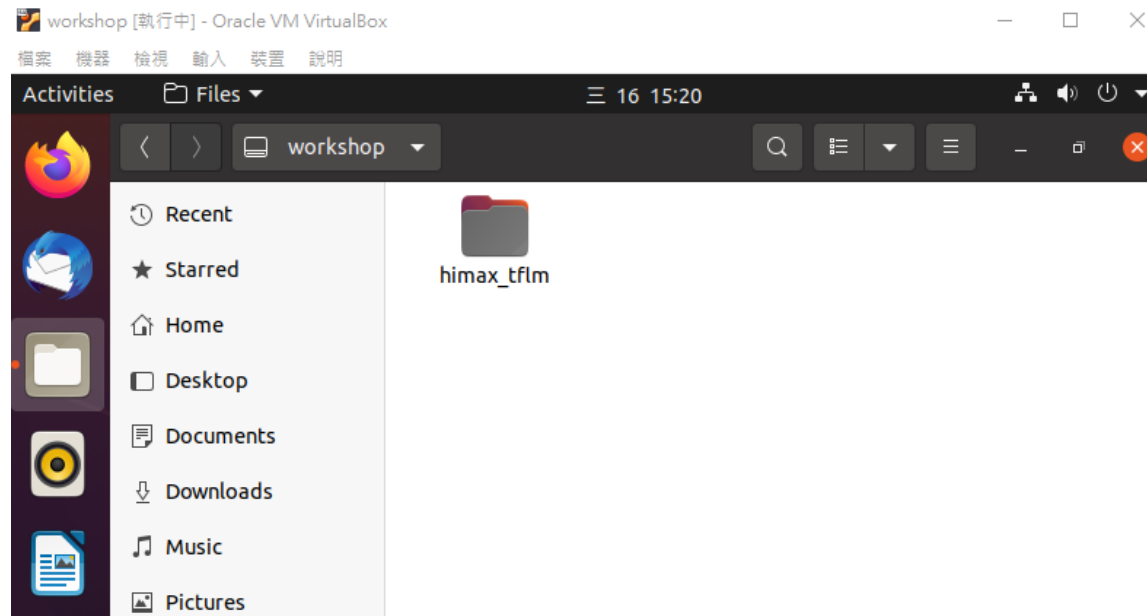 workshop [執行中] - Oracle VM VirtualBox
檔案 機器 檢視 輸入 裝置 說明
Activities Files 三 16 15:20
workshop
Recent
Starred
Home
Desktop
Documents
Downloads
Music
Pictures
himax_tflm